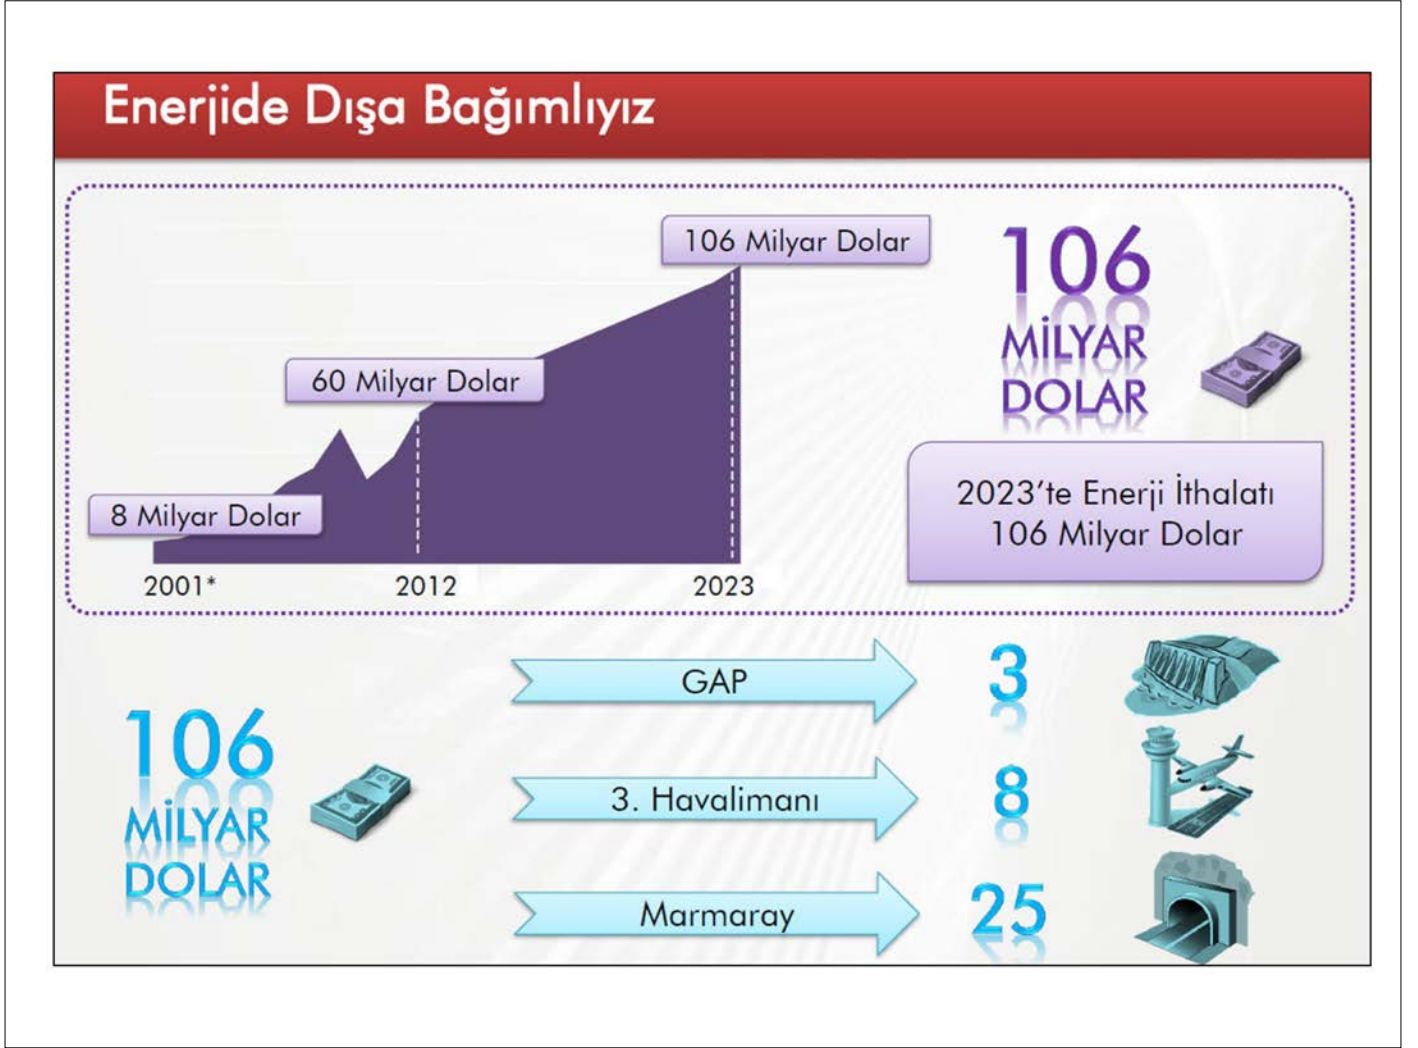 Enerjide Dışa Bağımlıyız
106 Milyar Dolar
60 Milyar Dolar
8 Milyar Dolar
2001*
2012
2023
106
MİLYAR
DOLAR
2023'te Enerji İthalatı
106 Milyar Dolar
106
MİLYAR
DOLAR
GAP
3
3. Havalimanı
8
Marmaray
25